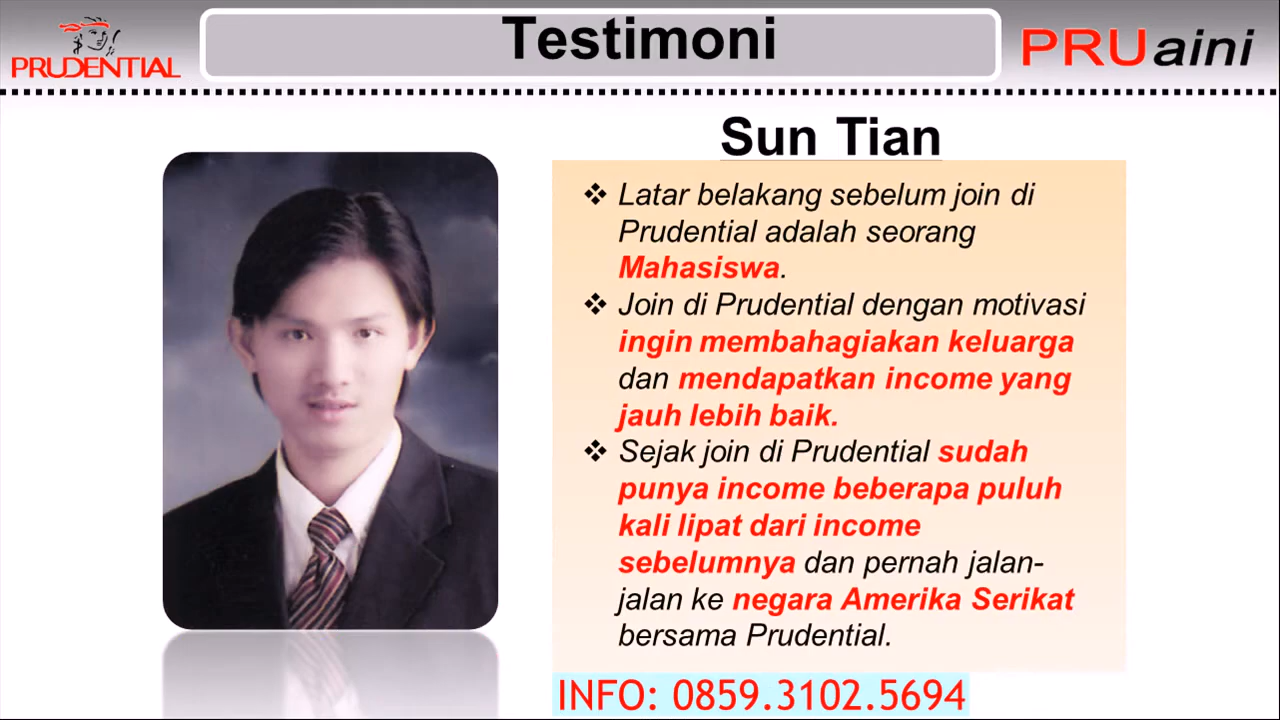 Testimoni
PRUDENTIAL
PRUaini
Sun Tian
❖ Latar belakang sebelum join di
Prudential adalah seorang
Mahasiswa.
❖ Join di Prudential dengan motivasi
ingin membahagiakan keluarga
dan mendapatkan income yang
jauh lebih baik.
❖ Sejak join di Prudential sudah
punya income beberapa puluh
kali lipat dari income
sebelumnya dan pernah jalan-
jalan ke negara Amerika Serikat
bersama Prudential.
INFO: 0859.3102.5694